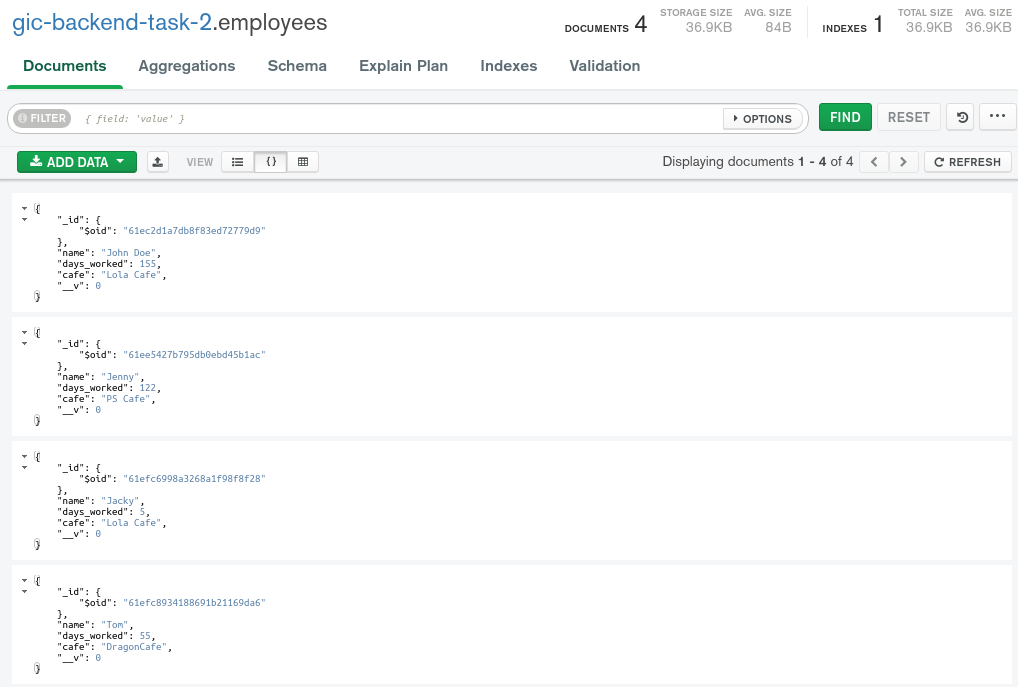 gic-backend-task-2.employees
DOCUMENTS 4
STORAGE SIZE 36.9KB
AVG. SIZE 84B
INDEXES 1
TOTAL SIZE 36.9KB
AVG. SIZE 36.9KB
Documents Aggregations Schema Explain Plan Indexes Validation
FILTER { field: 'value' } OPTIONS FIND RESET ...
ADD DATA VIEW {} Displaying documents 1 - 4 of 4 < > REFRESH
{
"_id": {
"$oid": "61ec2d1a7db8f83ed72779d9"
},
"name": "John Doe",
"days_worked": 155,
"cafe": "Lola Cafe",
"__v": 0
}
{
"_id": {
"$oid": "61ee5427b795db0ebd45b1ac"
},
"name": "Jenny",
"days_worked": 122,
"cafe": "PS Cafe",
"__v": 0
}
{
"_id": {
"$oid": "61efc6998a3268a1f98f8f28"
},
"name": "Jacky",
"days_worked": 5,
"cafe": "Lola Cafe",
"__v": 0
}
{
"_id": {
"$oid": "61efc8934188691b21169da6"
},
"name": "Tom",
"days_worked": 55,
"cafe": "DragonCafe",
"__v": 0
}